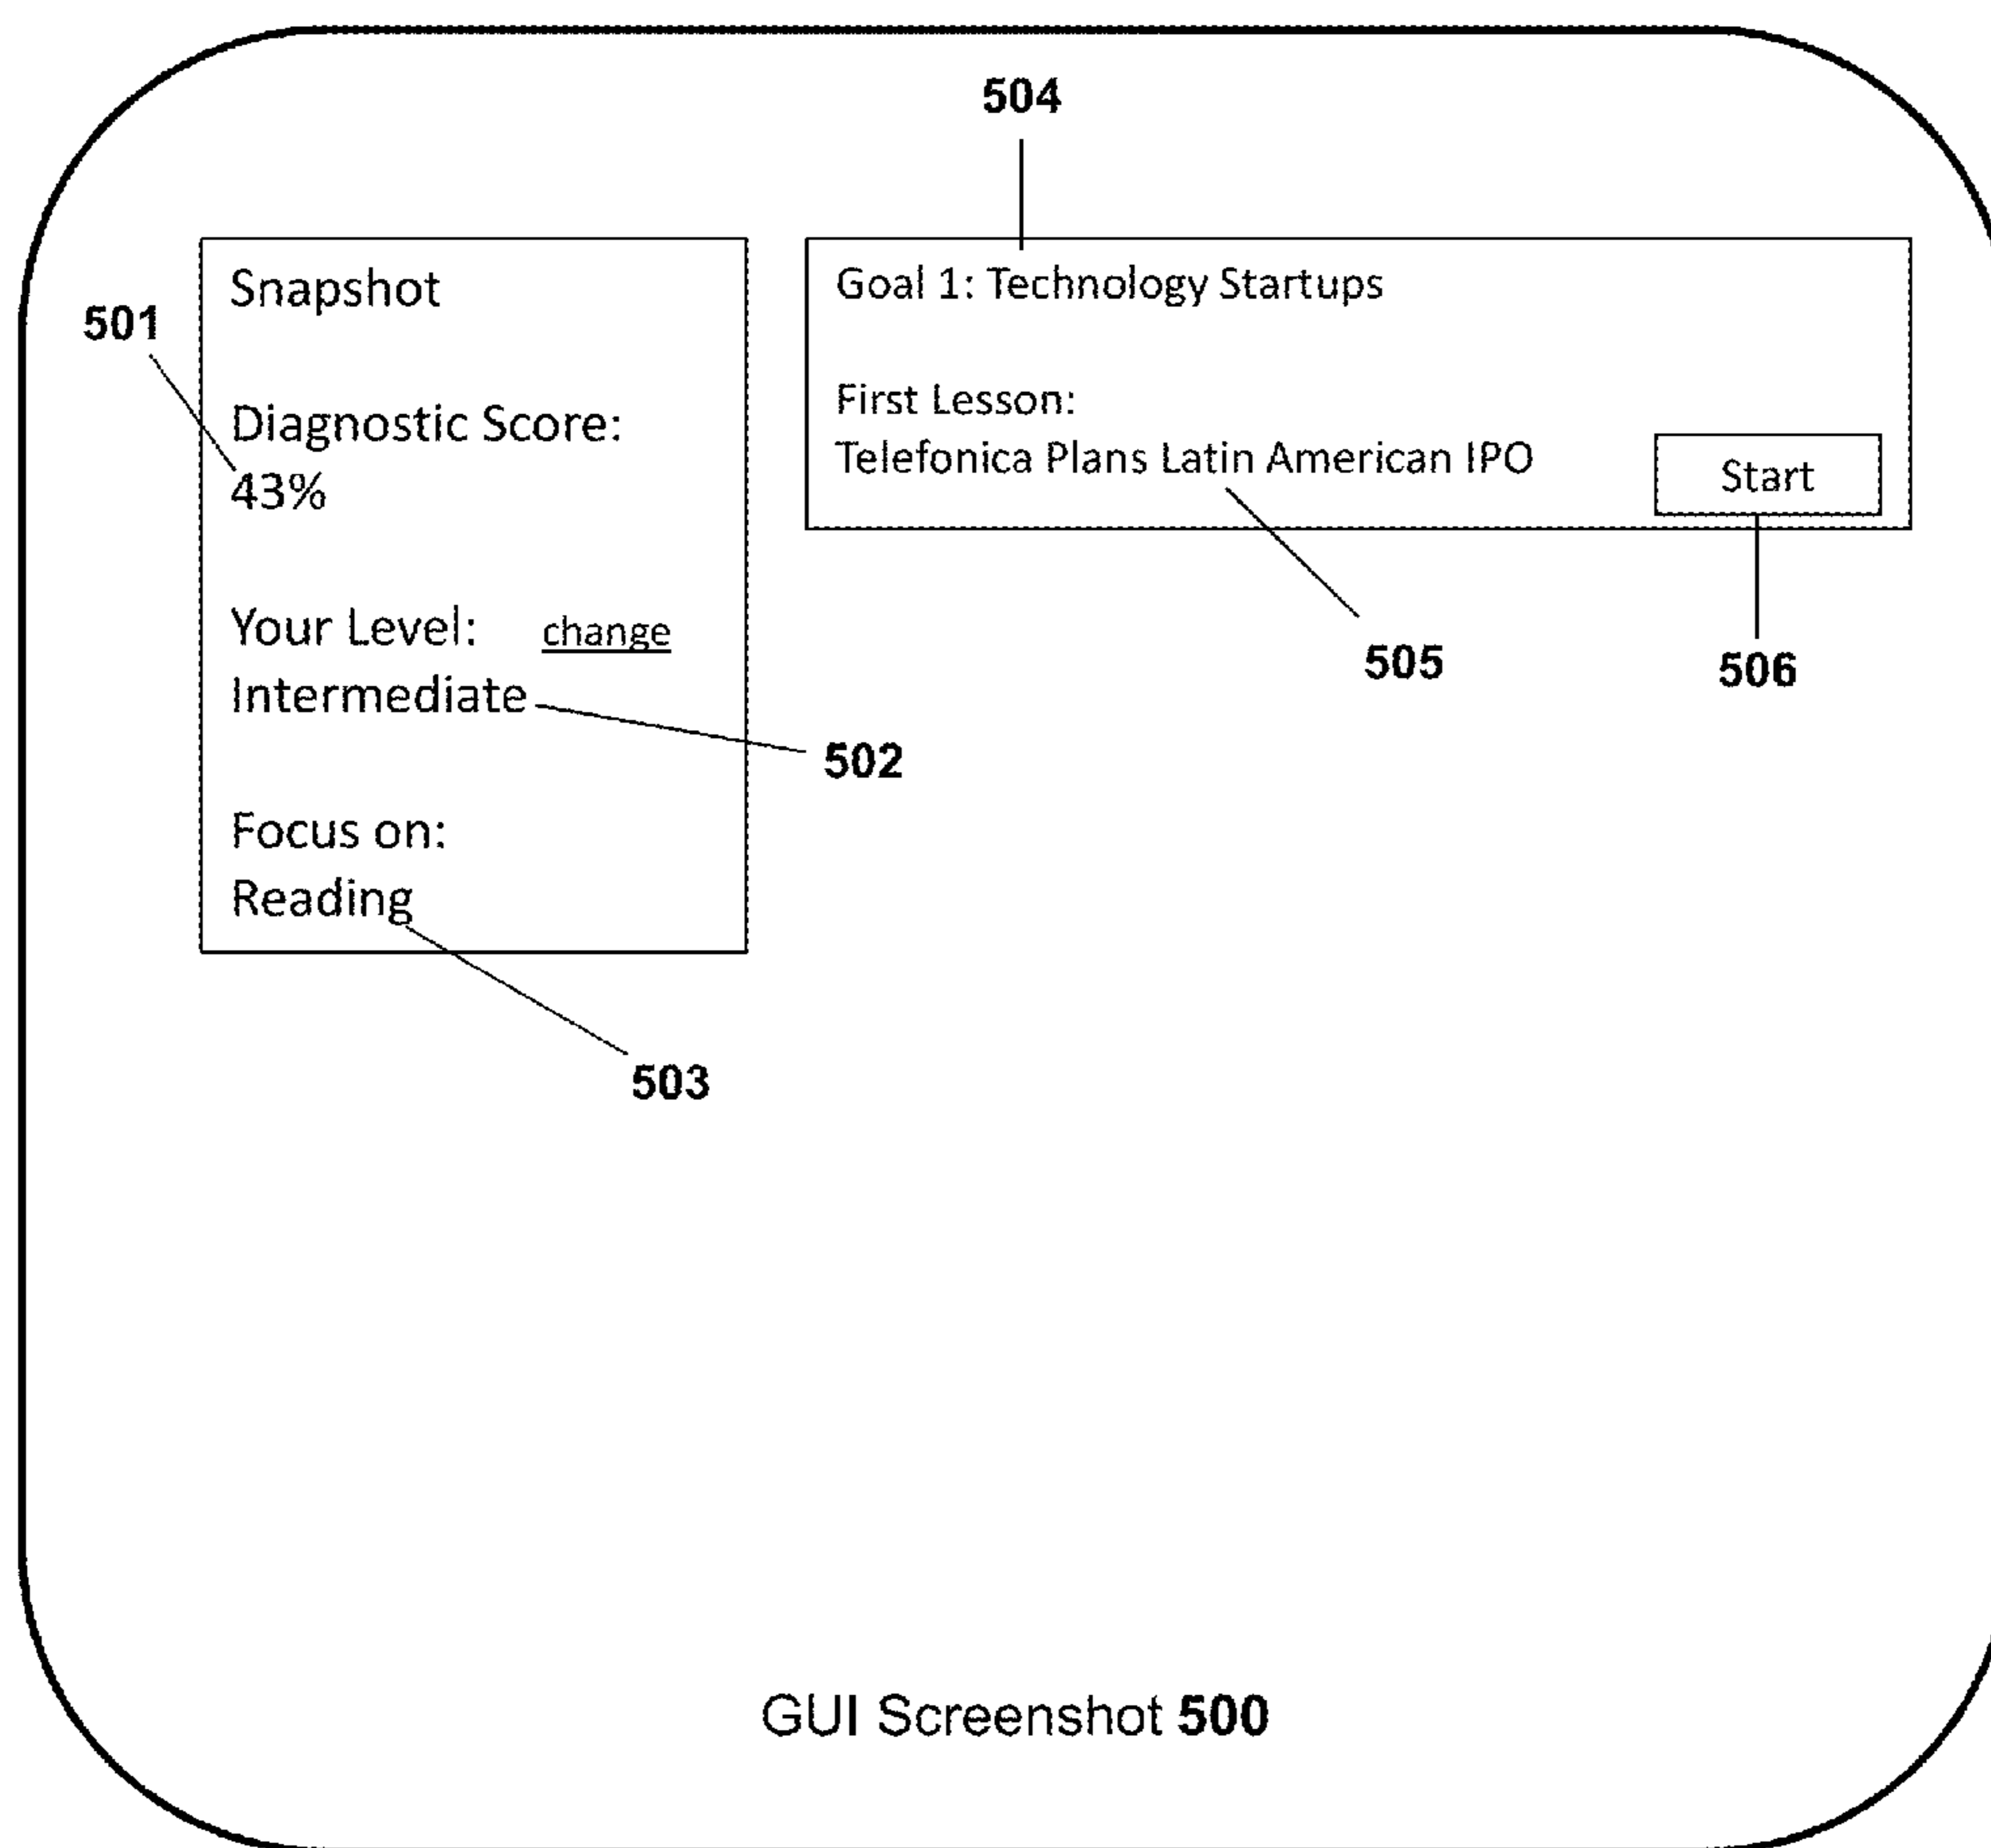 504
501
Snapshot
Diagnostic Score:
43%
Your Level: change
Intermediate
502
Focus on:
Reading
503
Goal 1: Technology Startups
First Lesson:
Telefonica Plans Latin American IPO
Start
505
506
GUI Screenshot 500